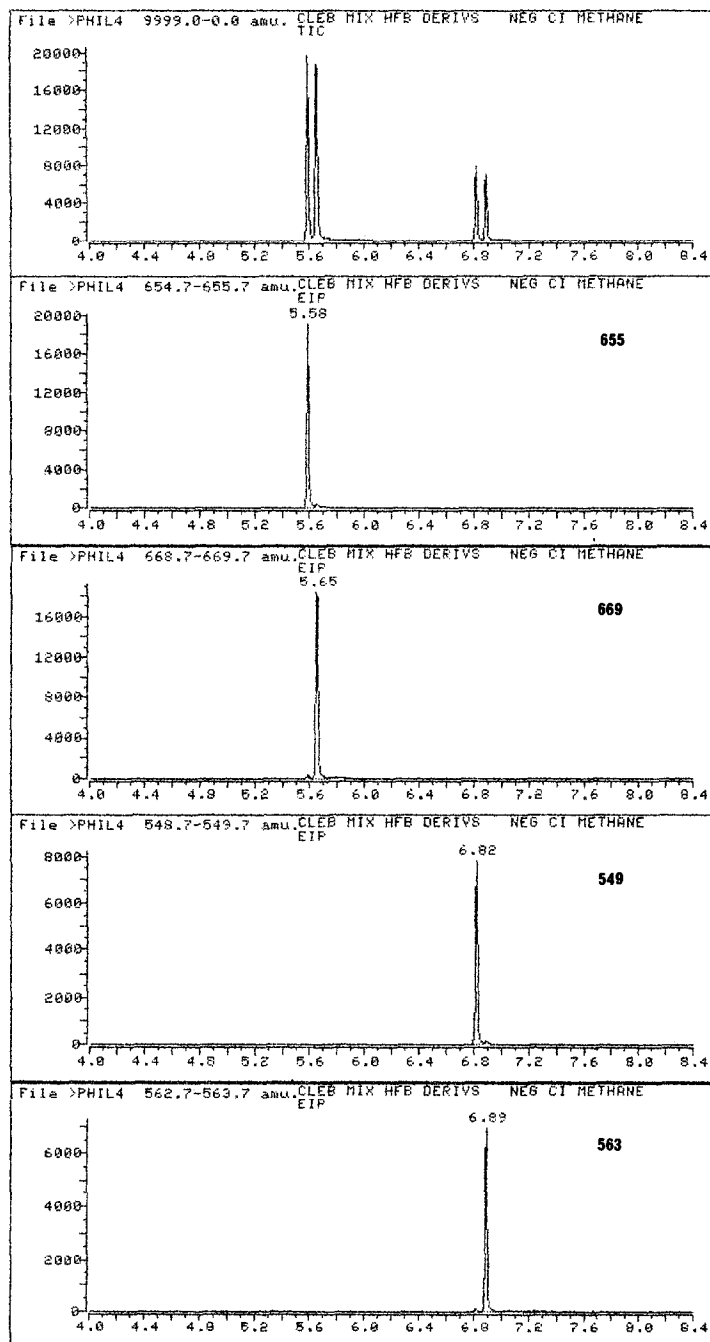 File >PHIL4 9999.0-0.0 amu. CLEB MIX HFB DERIVS NEG CI METHANE
TIC
20000
16000
12000
8000
4000
0
4.0 4.4 4.8 5.2 5.6 6.0 6.4 6.8 7.2 7.6 8.0 8.4
File >PHIL4 654.7-655.7 amu. CLEB MIX HFB DERIVS NEG CI METHANE
EIP
5.58
655
20000
16000
12000
8000
4000
0
4.0 4.4 4.8 5.2 5.6 6.0 6.4 6.8 7.2 7.6 8.0 8.4
File >PHIL4 668.7-669.7 amu. CLEB MIX HFB DERIVS NEG CI METHANE
EIP
5.65
669
16000
12000
8000
4000
0
4.0 4.4 4.8 5.2 5.6 6.0 6.4 6.8 7.2 7.6 8.0 8.4
File >PHIL4 548.7-549.7 amu. CLEB MIX HFB DERIVS NEG CI METHANE
EIP
6.82
549
8000
6000
4000
2000
0
4.0 4.4 4.8 5.2 5.6 6.0 6.4 6.8 7.2 7.6 8.0 8.4
File >PHIL4 562.7-563.7 amu. CLEB MIX HFB DERIVS NEG CI METHANE
EIP
6.89
563
6000
4000
2000
0
4.0 4.4 4.8 5.2 5.6 6.0 6.4 6.8 7.2 7.6 8.0 8.4